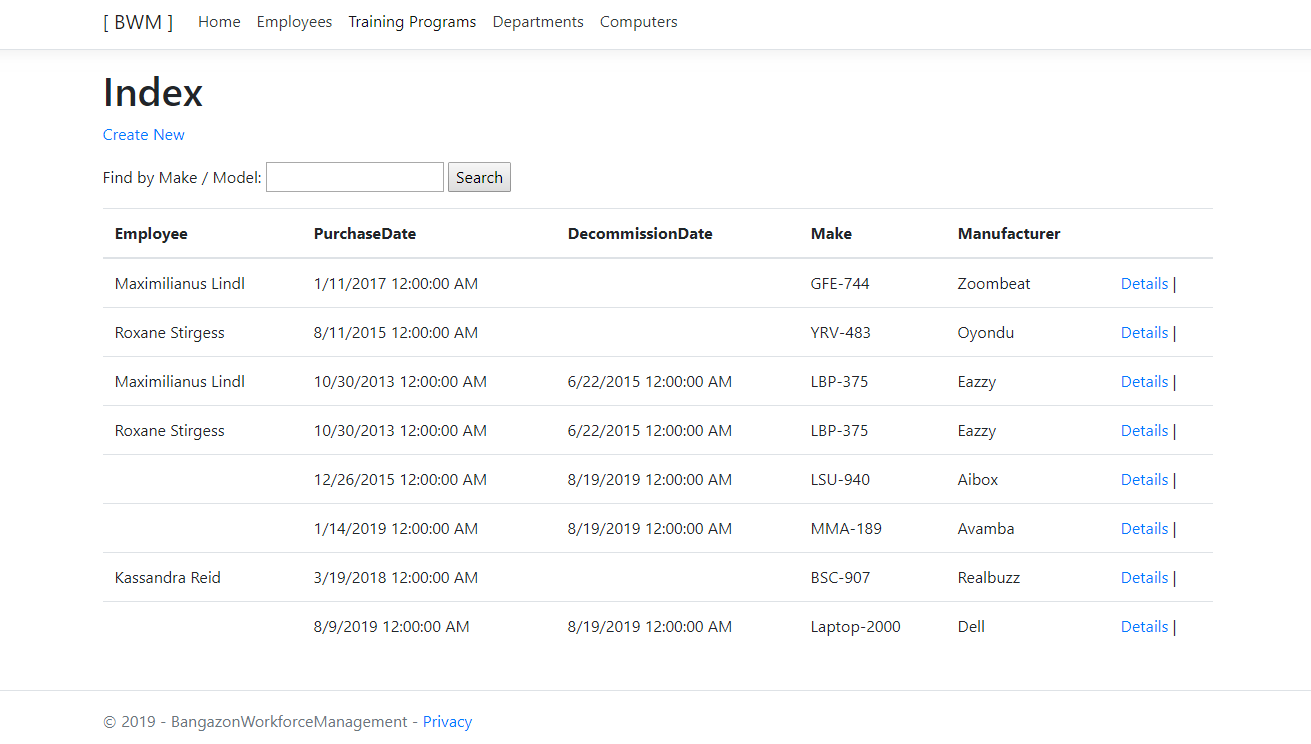 [ BWM ] Home Employees Training Programs Departments Computers
Index
Create New
Find by Make / Model: Search
Employee PurchaseDate DecommissionDate Make Manufacturer
Maximilianus Lindl 1/11/2017 12:00:00 AM GFE-744 Zoombeat Details |
Roxane Stirgess 8/11/2015 12:00:00 AM YRV-483 Oyondu Details |
Maximilianus Lindl 10/30/2013 12:00:00 AM 6/22/2015 12:00:00 AM LBP-375 Eazzy Details |
Roxane Stirgess 10/30/2013 12:00:00 AM 6/22/2015 12:00:00 AM LBP-375 Eazzy Details |
12/26/2015 12:00:00 AM 8/19/2019 12:00:00 AM LSU-940 Aibox Details |
1/14/2019 12:00:00 AM 8/19/2019 12:00:00 AM MMA-189 Avamba Details |
Kassandra Reid 3/19/2018 12:00:00 AM BSC-907 Realbuzz Details |
8/9/2019 12:00:00 AM 8/19/2019 12:00:00 AM Laptop-2000 Dell Details |
© 2019 - BangazonWorkforceManagement - Privacy